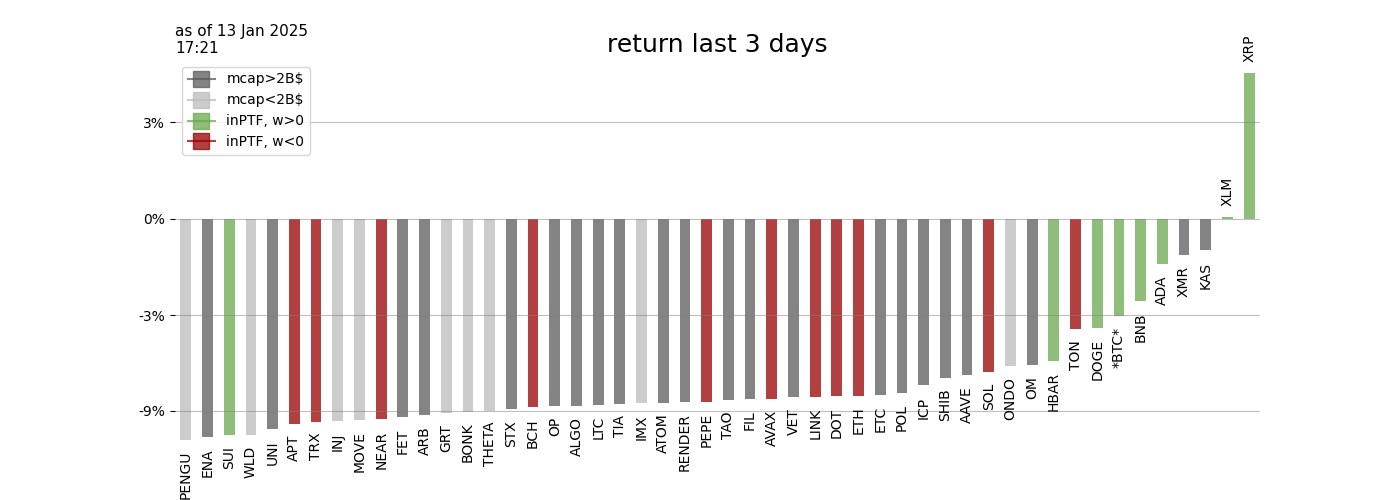 as of 13 Jan 2025
17:21
return last 3 days
mcap>2B$
mcap<2B$
inPTF, w>0
inPTF, w<0
3%
0%
-3%
-9%
PENGU
ENA
SUI
WLD
UNI
APT
TRX
INJ
MOVE
NEAR
FET
ARB
GRT
BONK
THETA
STX
BCH
OP
ALGO
LTC
TIA
IMX
ATOM
RENDER
PEPE
TAO
FIL
AVAX
VET
LINK
DOT
ETH
ETC
POL
ICP
SHIB
AAVE
SOL
ONDO
OM
HBAR
TON
DOGE
*BTC*
BNB
ADA
XMR
KAS
XLM
XRP